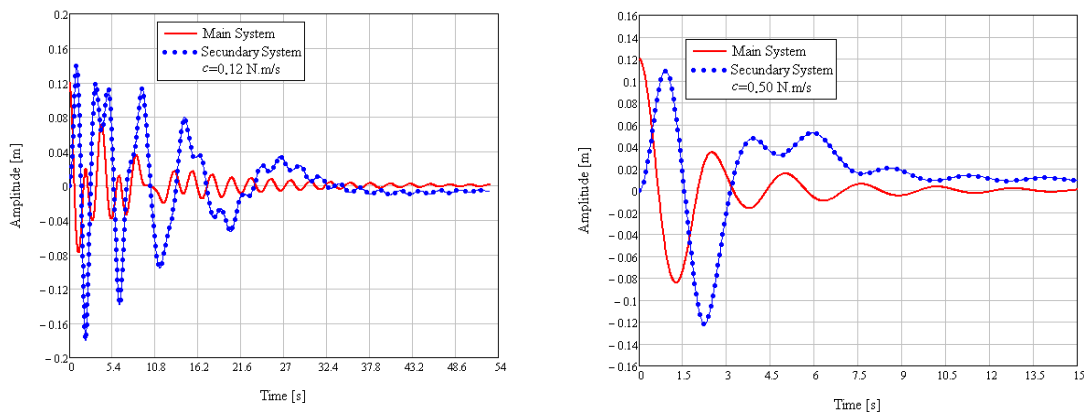 0.2
0.16
0.12
0.08
0.04
0
−0.04
−0.08
−0.12
−0.16
−0.2
Amplitude [m]
Main System
Secundary System
c=0.12 N.m/s
0 5.4 10.8 16.2 21.6 27 32.4 37.8 43.2 48.6 54
Time [s]
0.16
0.14
0.12
0.1
0.08
0.06
0.04
0.02
0
−0.02
−0.04
−0.06
−0.08
−0.1
−0.12
−0.14
−0.16
Amplitude [m]
Main System
Secundary System
c=0.50 N.m/s
0 1.5 3 4.5 6 7.5 9 10.5 12 13.5 15
Time [s]